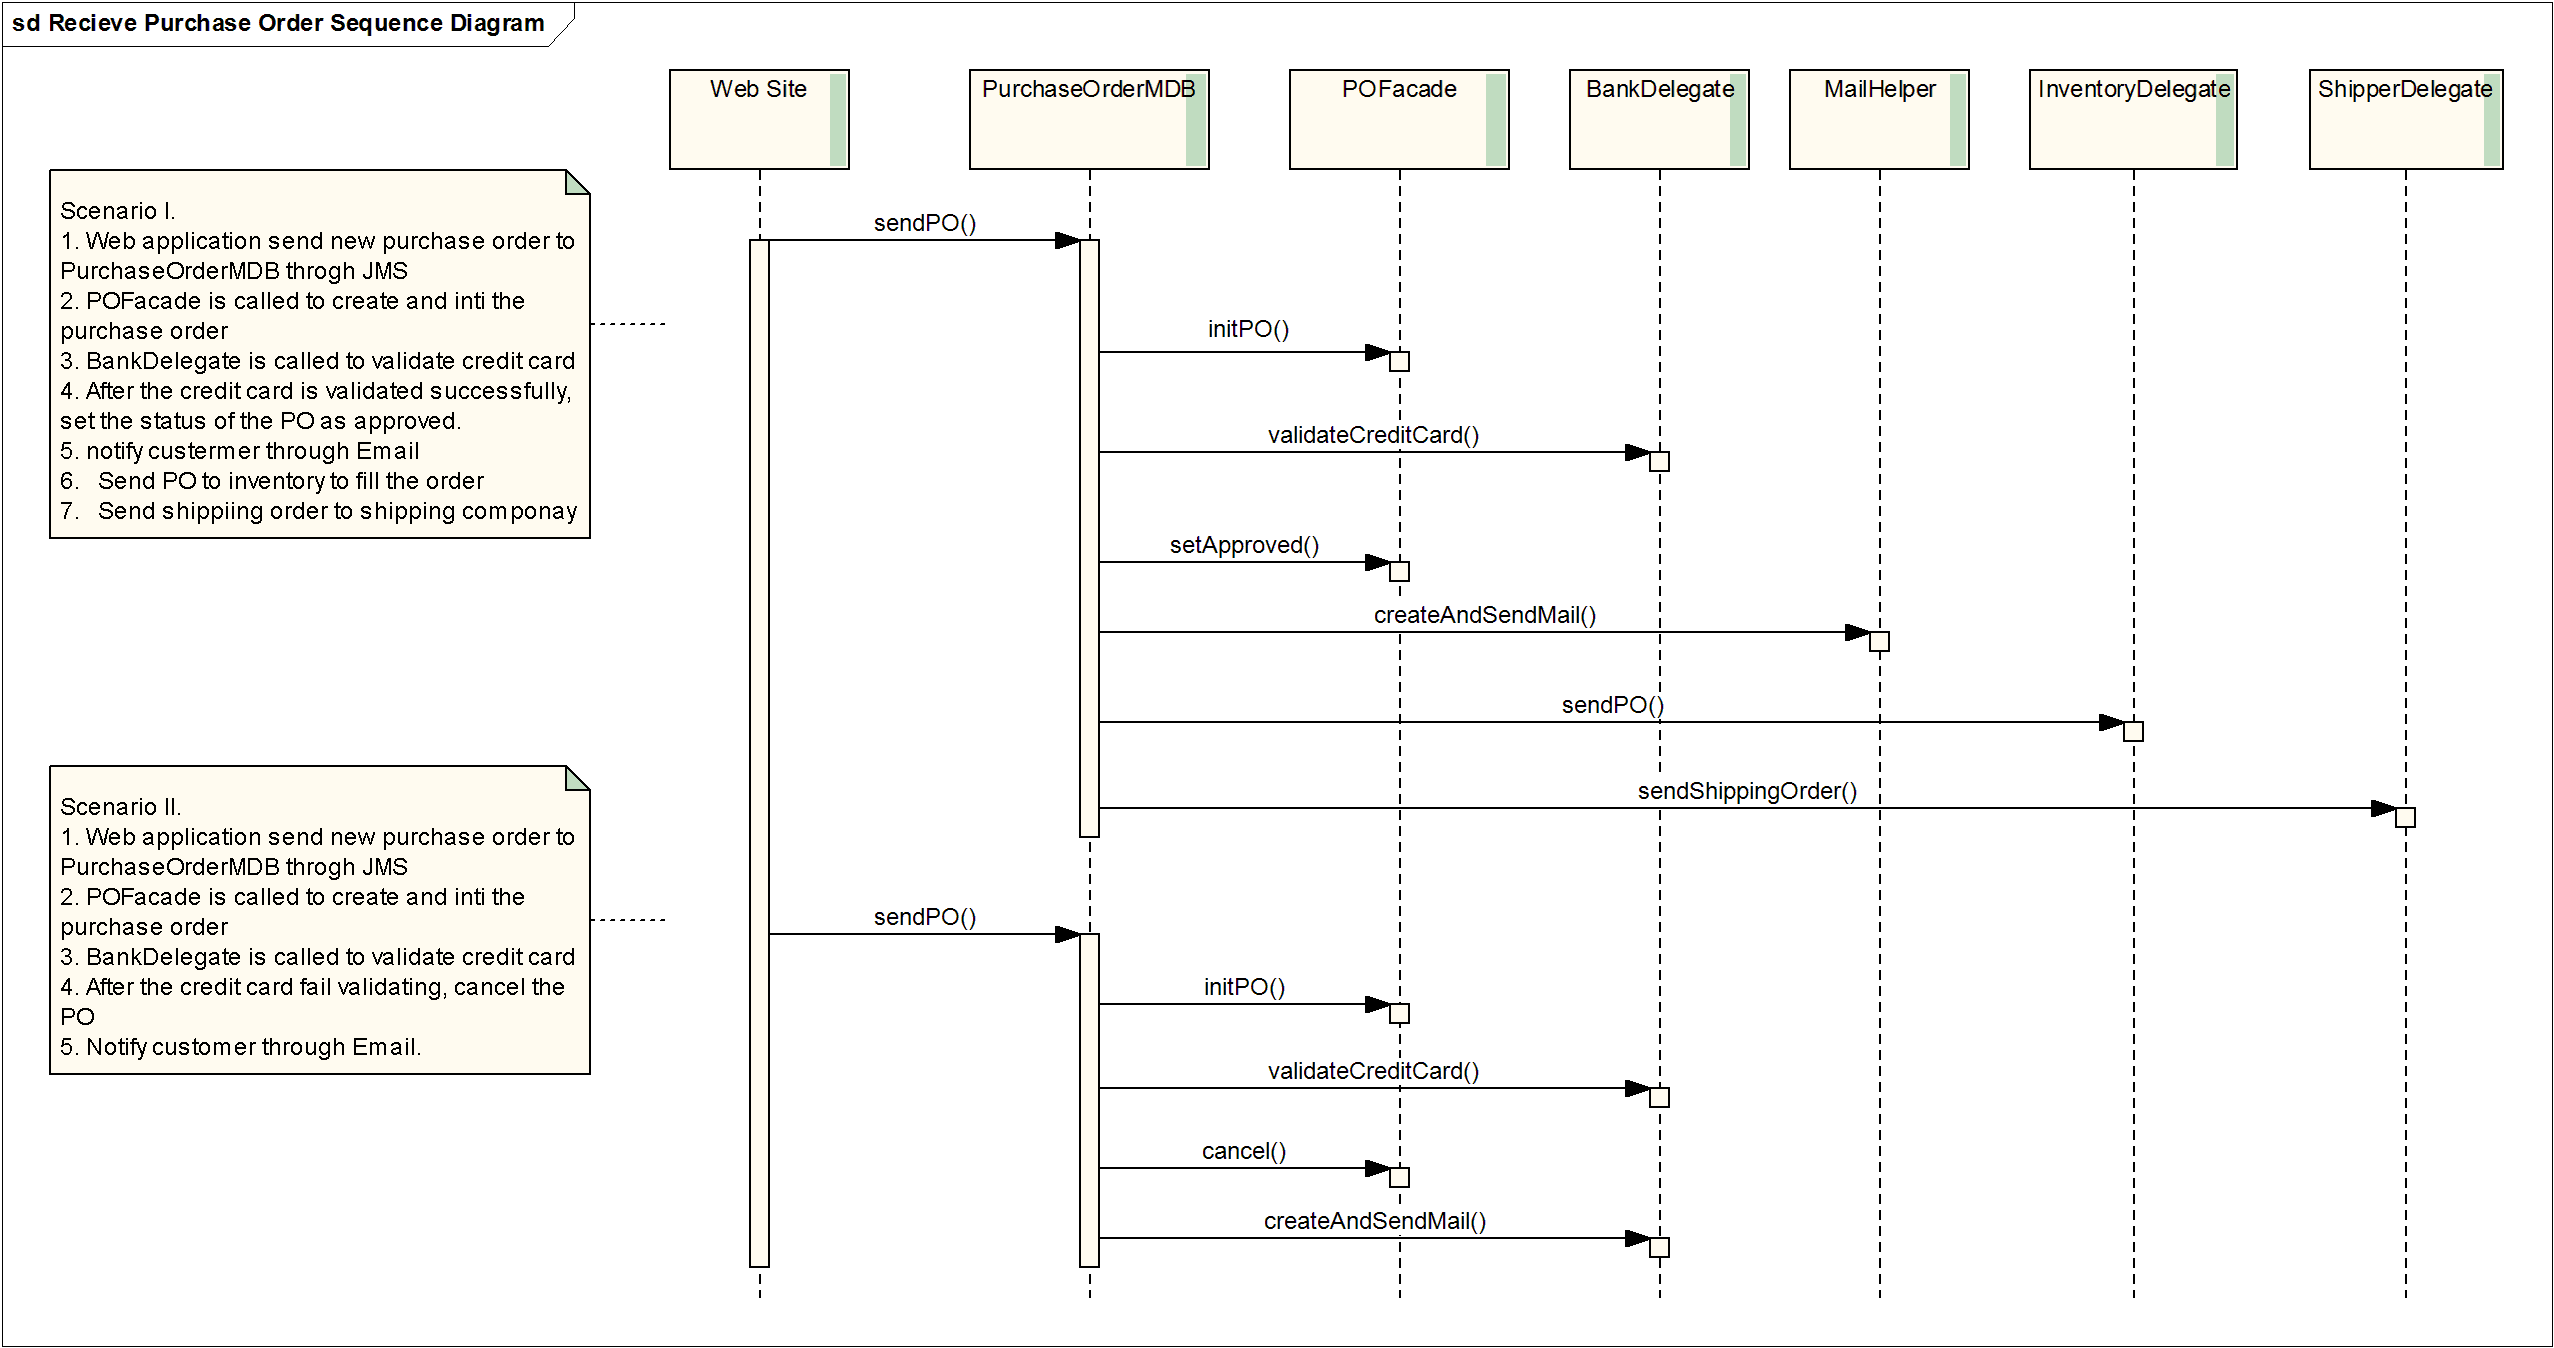 sd Recieve Purchase Order Sequence Diagram
Web Site
PurchaseOrderMDB
POFacade
BankDelegate
MailHelper
InventoryDelegate
ShipperDelegate
Scenario I.
1. Web application send new purchase order to
PurchaseOrderMDB throgh JMS
2. POFacade is called to create and inti the
purchase order
3. BankDelegate is called to validate credit card
4. After the credit card is validated successfully,
set the status of the PO as approved.
5. notify custermer through Email
6.   Send PO to inventory to fill the order
7.   Send shippiing order to shipping componay
sendPO()
initPO()
validateCreditCard()
setApproved()
createAndSendMail()
sendPO()
sendShippingOrder()
Scenario II.
1. Web application send new purchase order to
PurchaseOrderMDB throgh JMS
2. POFacade is called to create and inti the
purchase order
3. BankDelegate is called to validate credit card
4. After the credit card fail validating, cancel the
PO
5. Notify customer through Email.
sendPO()
initPO()
validateCreditCard()
cancel()
createAndSendMail()